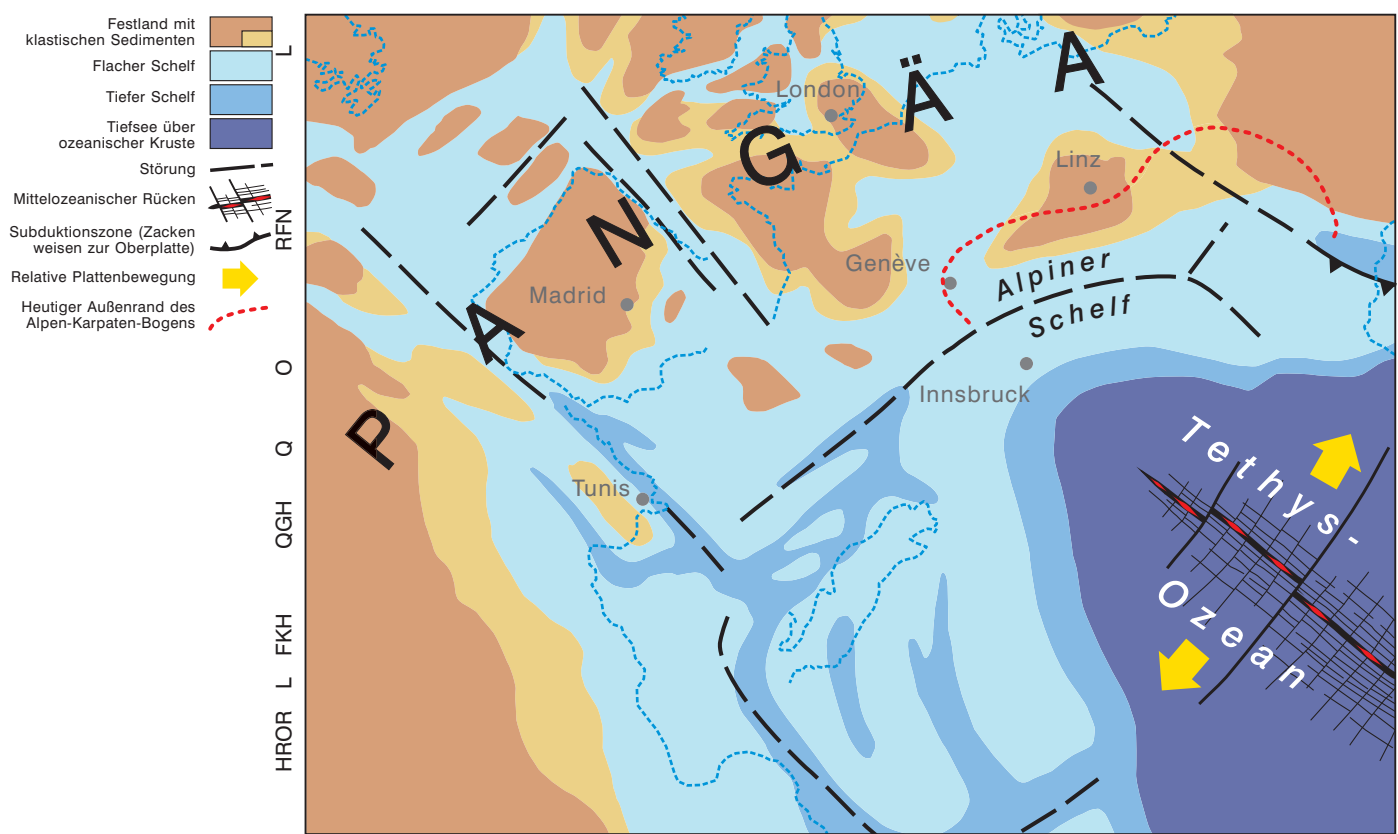 Festland mit
klastischen Sedimenten
Flacher Schelf
Tiefer Schelf
Tiefsee über
ozeanischer Kruste
Störung
Mittelozeanischer Rücken
Subduktionszone (Zacken
weisen zur Oberplatte)
Relative Plattenbewegung
Heutiger Außenrand des
Alpen-Karpaten-Bogens
L
RFN
O
Q
QGH
FKH
L
HROR
PANGÄA
London
Linz
Genève
Madrid
Alpiner
Schelf
Innsbruck
Tunis
Tethys-
Ozean